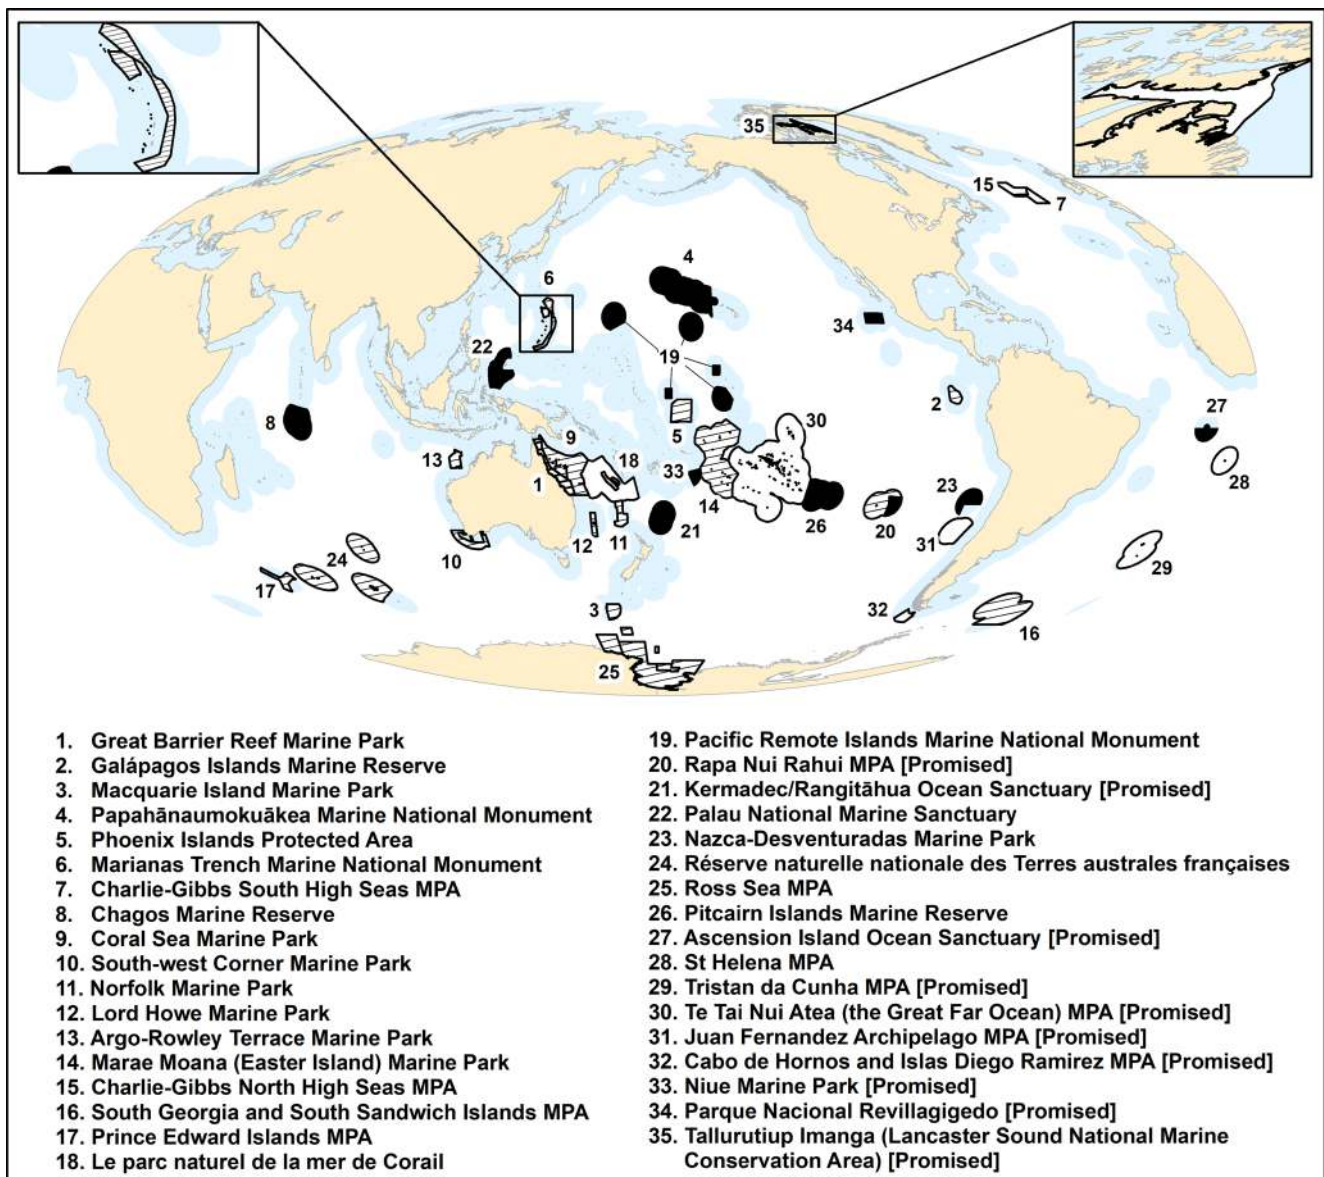 35
15
7
4
6
34
19
22
2
8
27
30
5
9
18
13
33
28
1
14
23
26
20
21
31
12
11
10
24
29
17
3
32
16
25
1. Great Barrier Reef Marine Park
2. Galápagos Islands Marine Reserve
3. Macquarie Island Marine Park
4. Papahānaumokuākea Marine National Monument
5. Phoenix Islands Protected Area
6. Marianas Trench Marine National Monument
7. Charlie-Gibbs South High Seas MPA
8. Chagos Marine Reserve
9. Coral Sea Marine Park
10. South-west Corner Marine Park
11. Norfolk Marine Park
12. Lord Howe Marine Park
13. Argo-Rowley Terrace Marine Park
14. Marae Moana (Easter Island) Marine Park
15. Charlie-Gibbs North High Seas MPA
16. South Georgia and South Sandwich Islands MPA
17. Prince Edward Islands MPA
18. Le parc naturel de la mer de Corail
19. Pacific Remote Islands Marine National Monument
20. Rapa Nui Rahui MPA [Promised]
21. Kermadec/Rangitāhua Ocean Sanctuary [Promised]
22. Palau National Marine Sanctuary
23. Nazca-Desventuradas Marine Park
24. Réserve naturelle nationale des Terres australes françaises
25. Ross Sea MPA
26. Pitcairn Islands Marine Reserve
27. Ascension Island Ocean Sanctuary [Promised]
28. St Helena MPA
29. Tristan da Cunha MPA [Promised]
30. Te Tai Nui Atea (the Great Far Ocean) MPA [Promised]
31. Juan Fernandez Archipelago MPA [Promised]
32. Cabo de Hornos and Islas Diego Ramirez MPA [Promised]
33. Niue Marine Park [Promised]
34. Parque Nacional Revillagigedo [Promised]
35. Tallurutiup Imanga (Lancaster Sound National Marine
Conservation Area) [Promised]